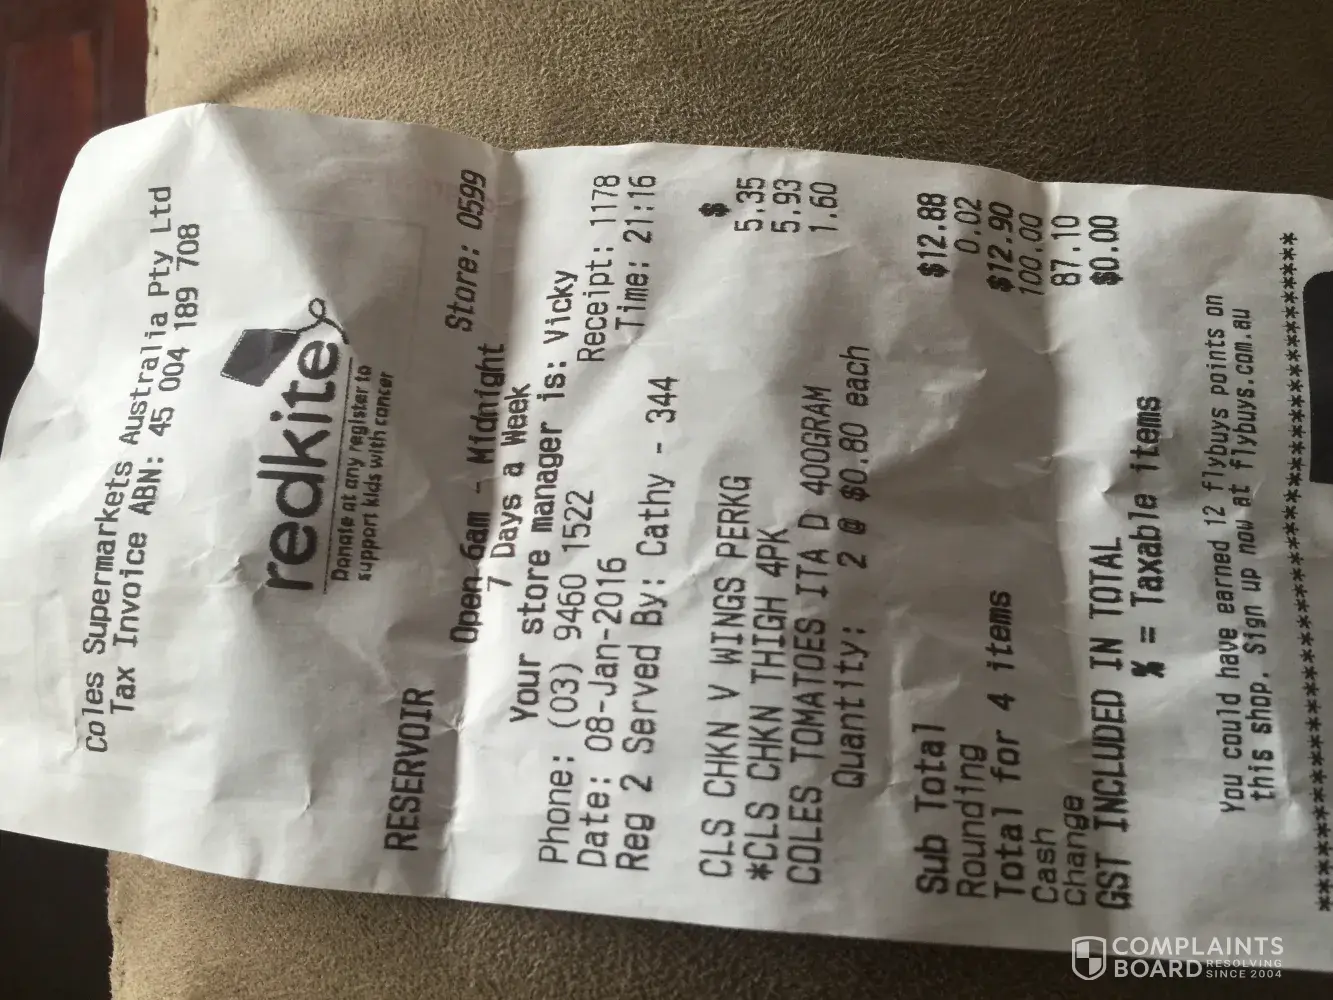 Coles Supermarkets Australia Pty Ltd
Tax Invoice ABN: 45 004 189 708
redkite
Donate at any register to
support kids with cancer
RESERVOIR Store: 0599
Open 6am - Midnight
7 Days a Week
Your store manager is: Vicky
Phone: (03) 9460 1522 Receipt: 1178
Date: 08-Jan-2016 Time: 21:16
Reg 2 Served By: Cathy - 344
$
CLS CHKN V WINGS PERKG 5.35
*CLS CHKN THIGH 4PK 5.93
COLES TOMATOES ITA D 400GRAM 1.60
Quantity: 2 @ $0.80 each
Sub Total $12.88
Rounding 0.02
Total for 4 items $12.90
Cash 100.00
Change 87.10
GST INCLUDED IN TOTAL $0.00
% = Taxable items
You could have earned 12 flybuys points on
this shop. Sign up now at flybuys.com.au
******************************************
COMPLAINTS
BOARD RESOLVING
SINCE 2004